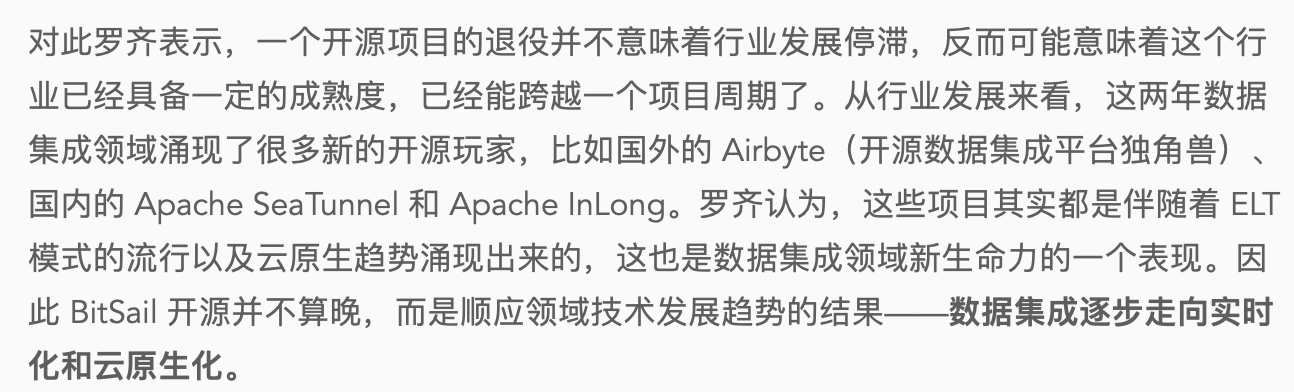 对此罗齐表示，一个开源项目的退役并不意味着行业发展停滞，反而可能意味着这个行
业已经具备一定的成熟度，已经能跨越一个项目周期了。从行业发展来看，这两年数据
集成领域涌现了很多新的开源玩家，比如国外的 Airbyte（开源数据集成平台独角兽）、
国内的 Apache SeaTunnel 和 Apache InLong。罗齐认为，这些项目其实都是伴随着 ELT
模式的流行以及云原生趋势涌现出来的，这也是数据集成领域新生命力的一个表现。因
此 BitSail 开源并不算晚，而是顺应领域技术发展趋势的结果——数据集成逐步走向实时
化和云原生化。